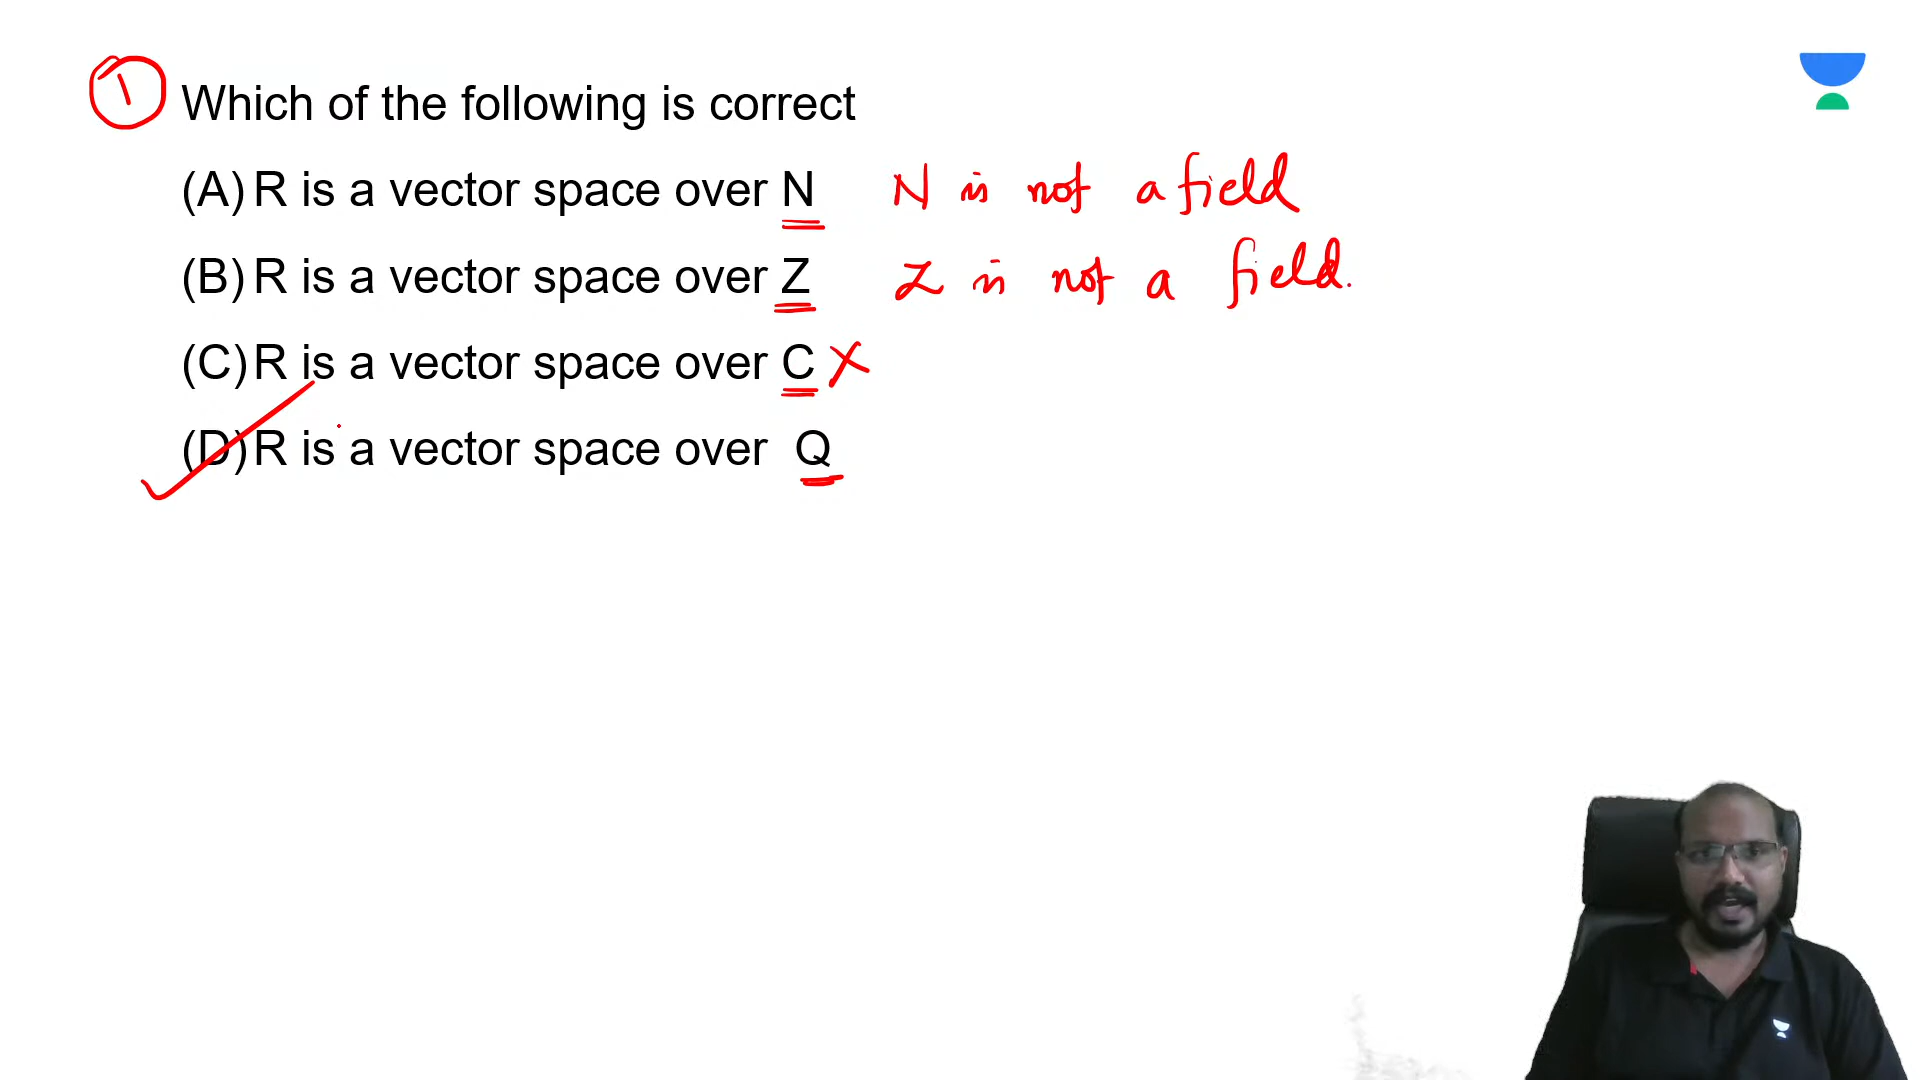 1 Which of the following is correct
(A) R is a vector space over N N is not a field
(B) R is a vector space over Z Z is not a field.
(C) R is a vector space over C X
(D) R is a vector space over Q